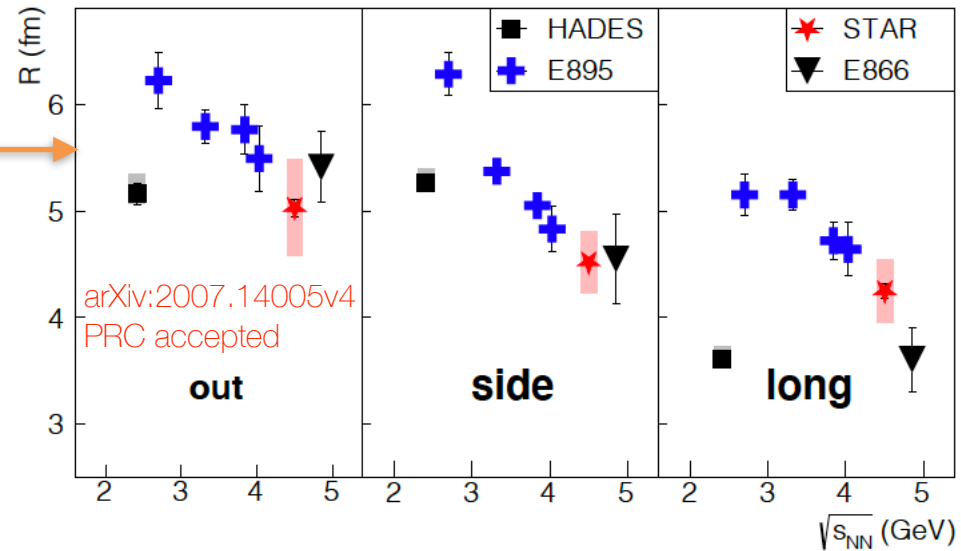 R (fm)
HADES
E895
STAR
E866
6
5
4
3
arXiv:2007.14005v4
PRC accepted
out
side
long
2 3 4 5
2 3 4 5
2 3 4 5
√sNN (GeV)